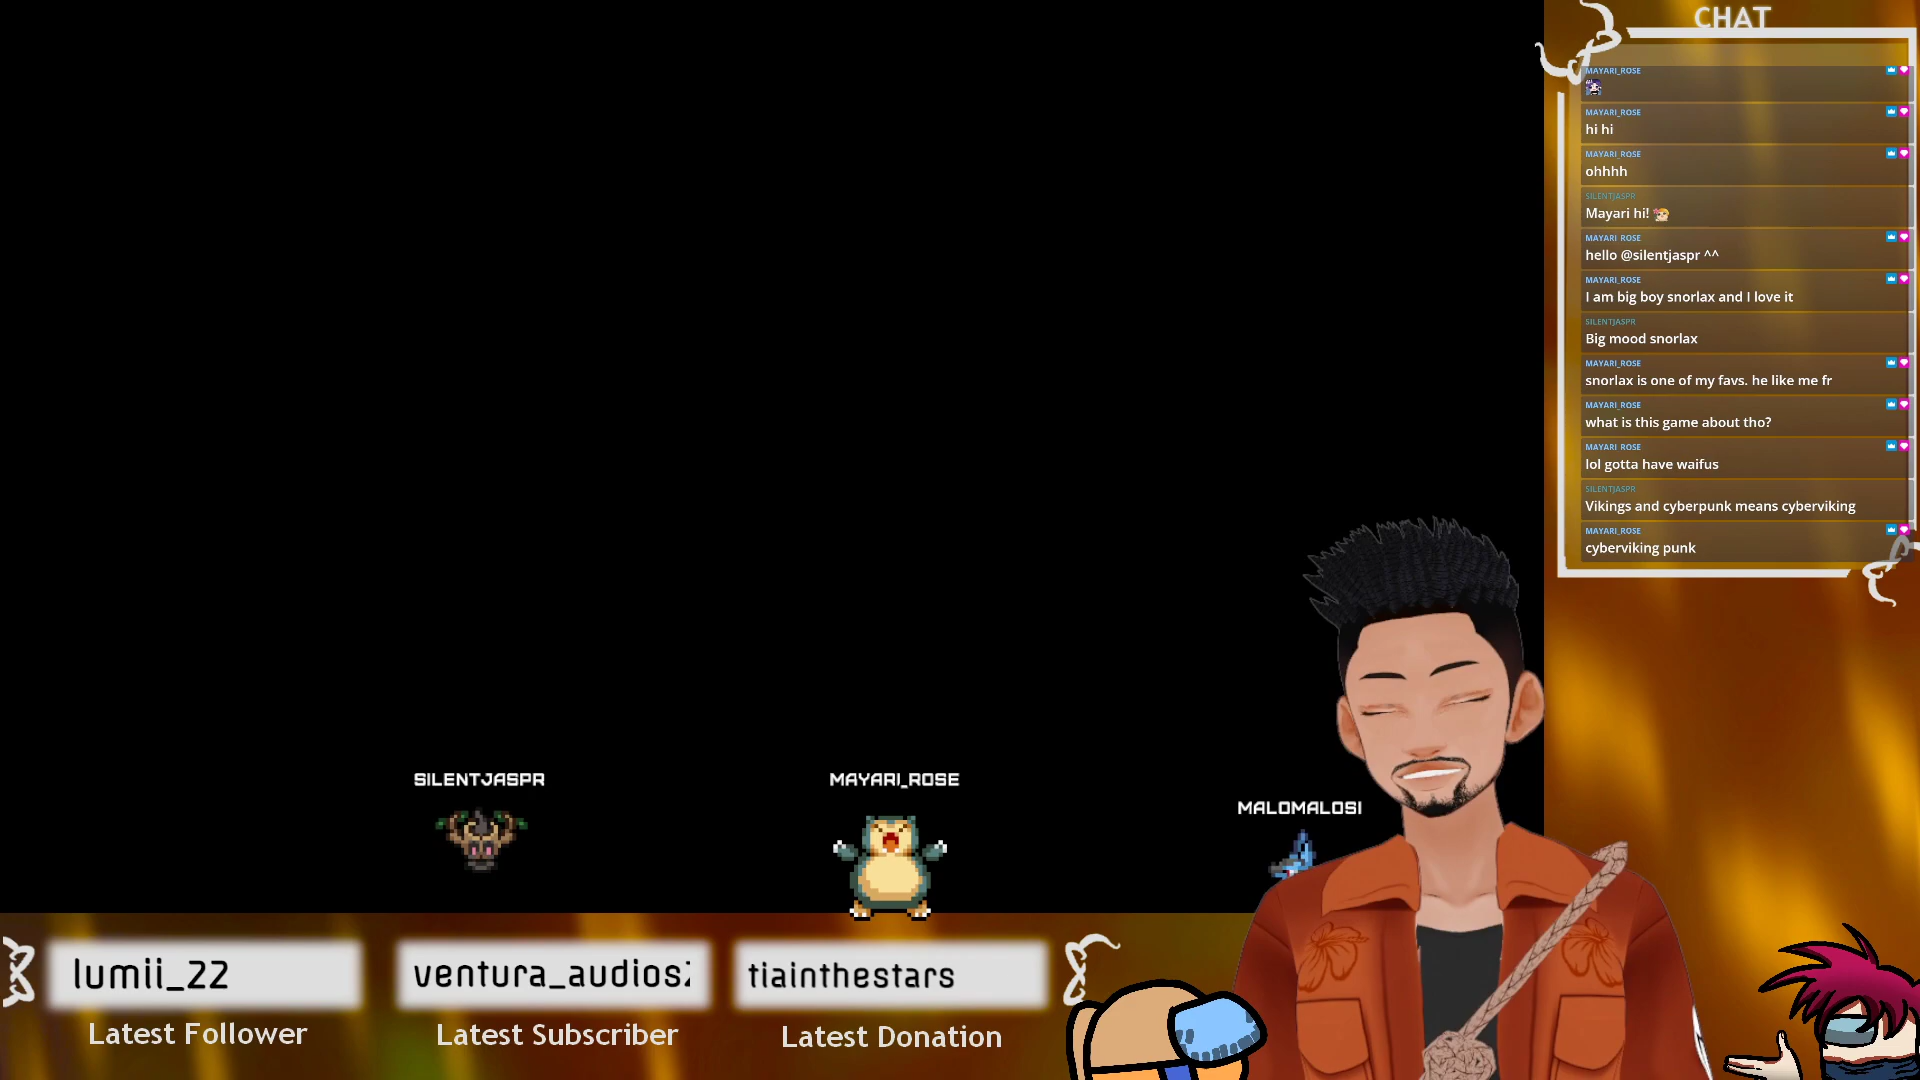 CHAT
MAYARI_ROSE
MAYARI_ROSE
hi hi
MAYARI_ROSE
ohhhh
SILENTJASPR
Mayari hi!
MAYARI_ROSE
hello @silentjaspr ^^
MAYARI_ROSE
I am big boy snorlax and I love it
SILENTJASPR
Big mood snorlax
MAYARI_ROSE
snorlax is one of my favs. he like me fr
MAYARI_ROSE
what is this game about tho?
MAYARI_ROSE
lol gotta have waifus
SILENTJASPR
Vikings and cyberpunk means cyberviking
MAYARI_ROSE
cyberviking punk
SILENTJASPR
MAYARI_ROSE
MALOMALOSI
lumii_22
Latest Follower
ventura_audios
Latest Subscriber
tiainthestars
Latest Donation